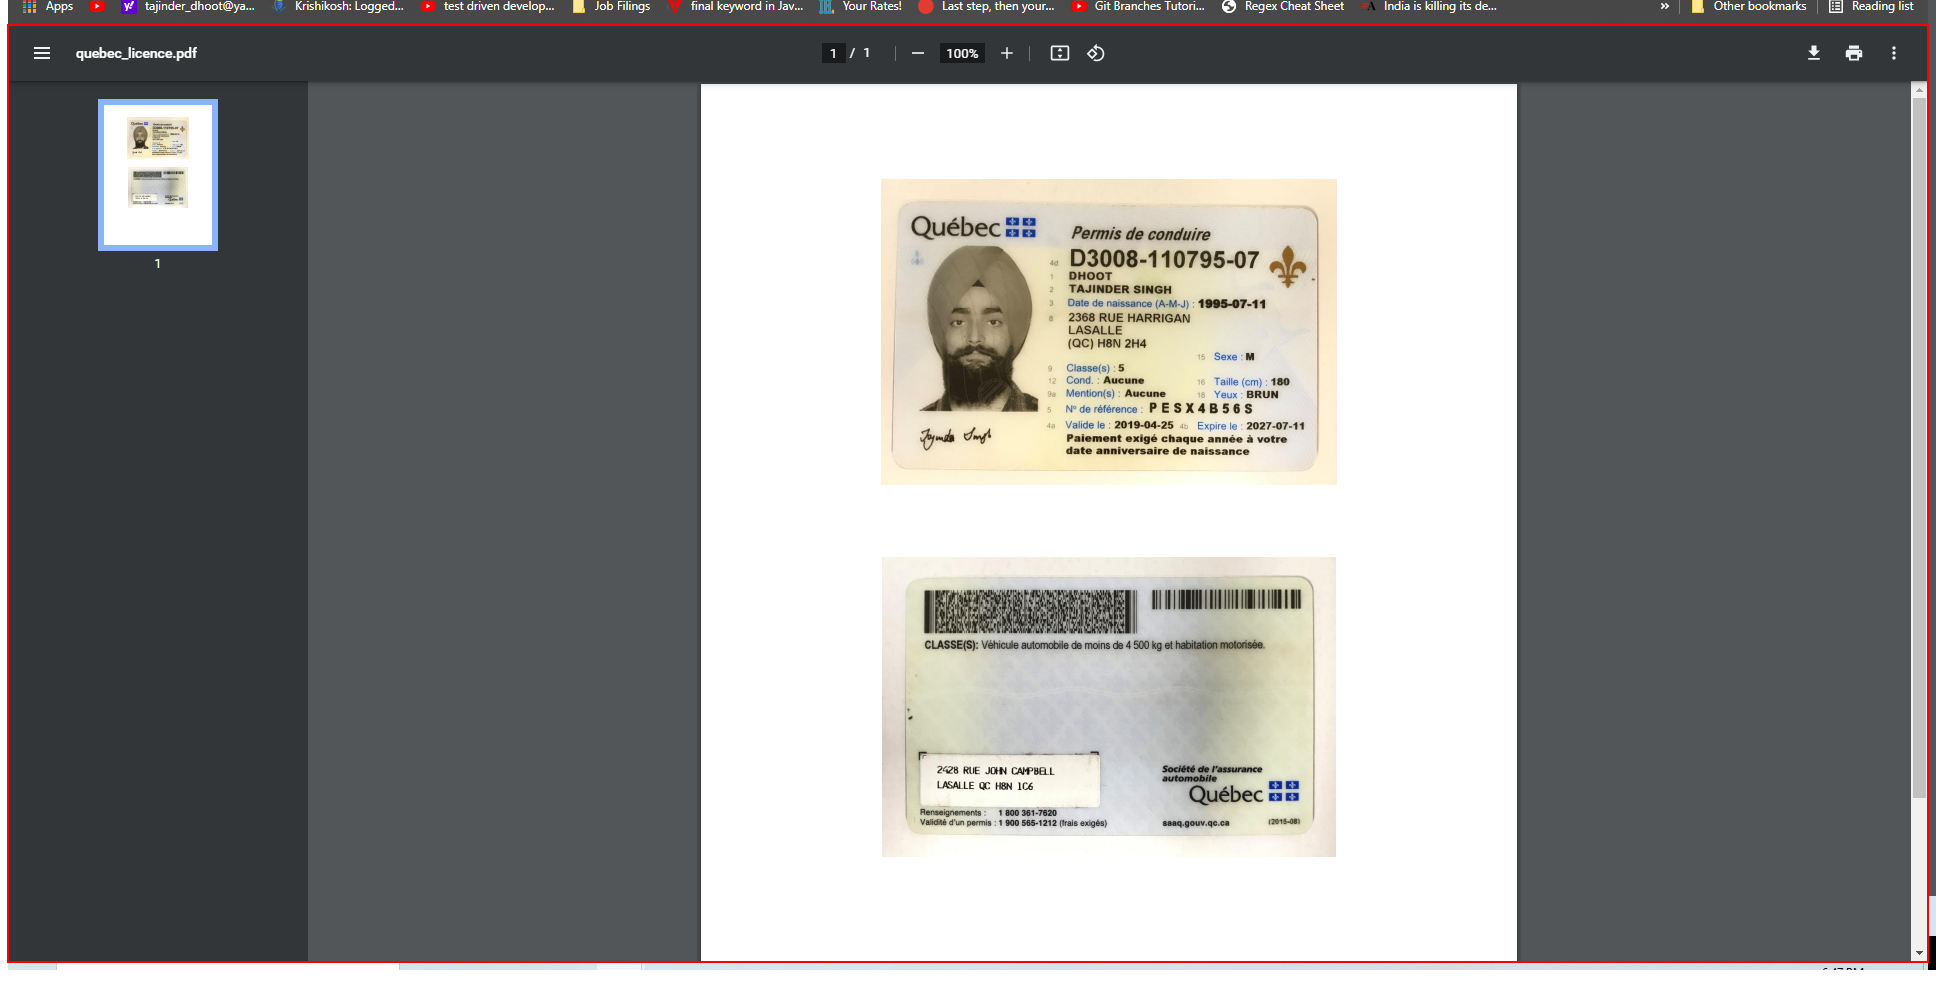 Apps tajinder_dhoot@ya... Krishikosh: Logged... test driven develop... Job Filings final keyword in Jav... Your Rates! Last step, then your... Git Branches Tutori... Regex Cheat Sheet India is killing its de... » Other bookmarks Reading list
quebec_licence.pdf 1 / 1 100%
1
Québec
Permis de conduire
4d D3008-110795-07
1 DHOOT
2 TAJINDER SINGH
3 Date de naissance (A-M-J) : 1995-07-11
8 2368 RUE HARRIGAN
LASALLE
(QC) H8N 2H4
15 Sexe : M
9 Classe(s) : 5
12 Cond. : Aucune 16 Taille (cm) : 180
9a Mention(s) : Aucune 18 Yeux : BRUN
5 N° de référence : P E S X 4 B 5 6 S
4a Valide le : 2019-04-25 4b Expire le : 2027-07-11
Paiement exigé chaque année à votre
date anniversaire de naissance
Tajinder Singh
CLASSE(S): Véhicule automobile de moins de 4 500 kg et habitation motorisée.
2428 RUE JOHN CAMPBELL
LASALLE QC H8N 1C6
Société de l'assurance
automobile
Québec
Renseignements : 1 800 361-7620
Validité d'un permis : 1 900 565-1212 (frais exigés)
saaq.gouv.qc.ca (2015-08)